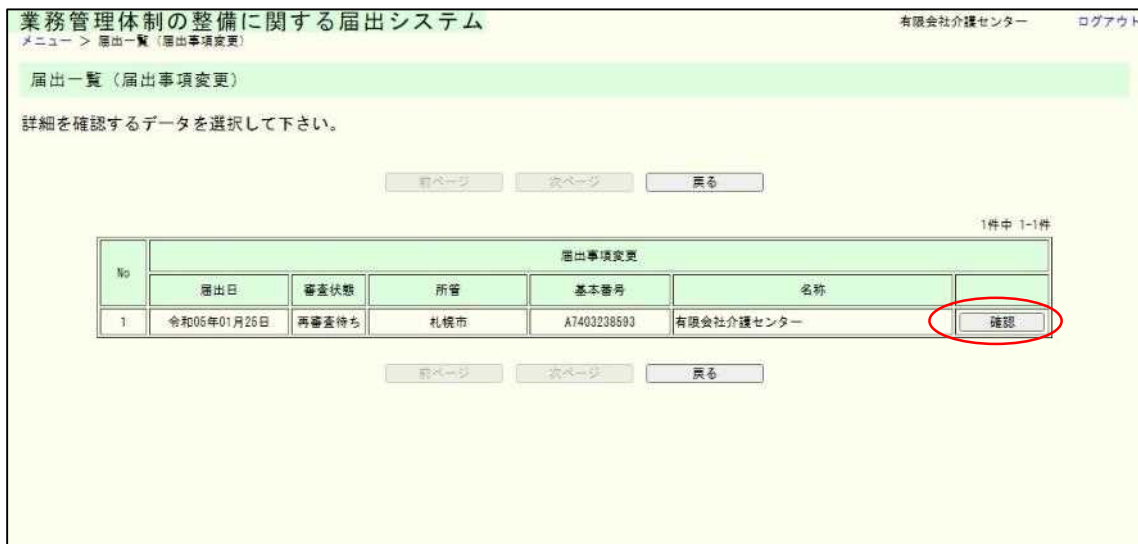 業務管理体制の整備に関する届出システム 有限会社介護センター ログアウト
メニュー > 届出一覧（届出事項変更）
届出一覧（届出事項変更）
詳細を確認するデータを選択して下さい。
前ページ 次ページ 戻る
1件中 1-1件
No 届出事項変更
届出日 審査状態 所管 基本番号 名称
1 令和05年01月25日 再審査待ち 札幌市 A7403238593 有限会社介護センター 確認
前ページ 次ページ 戻る